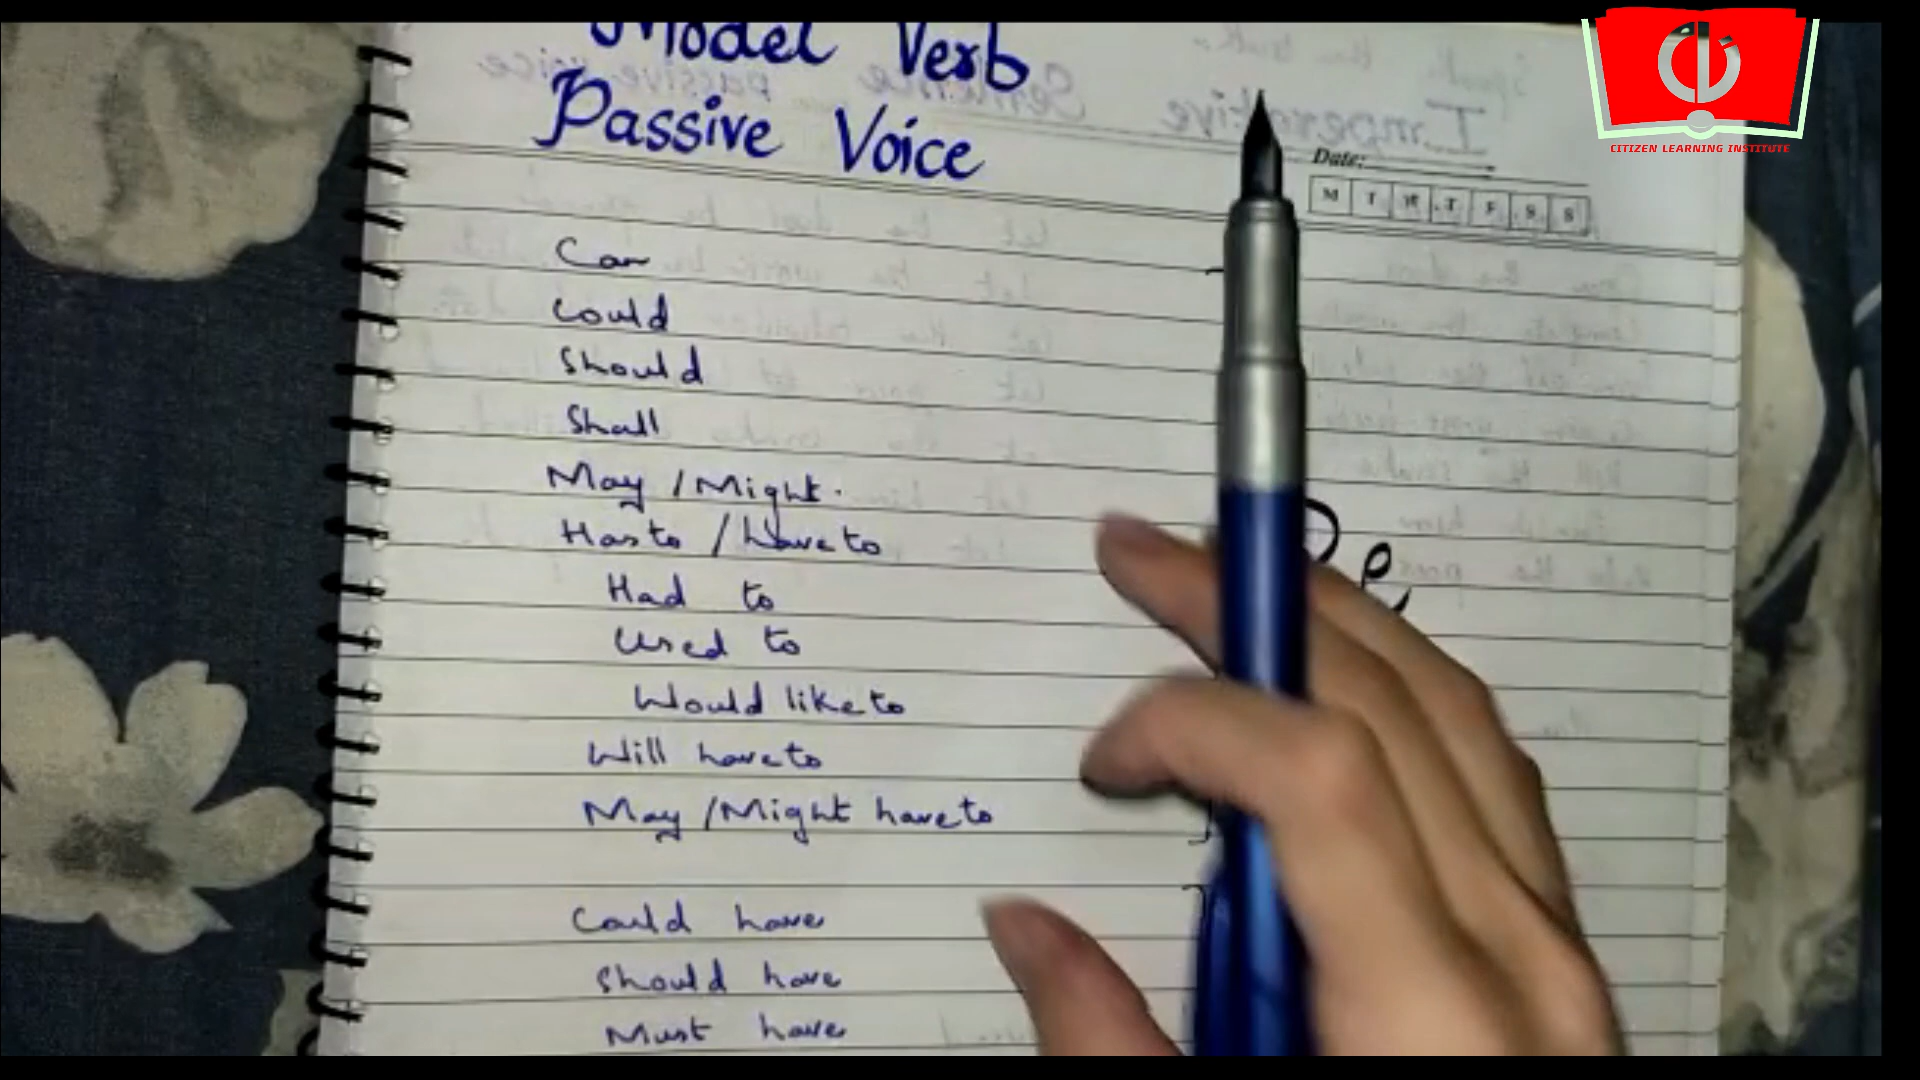 Model Verb
Passive Voice
CITIZEN LEARNING INSTITUTE
Date:
M T W T F S S
Can
Could
Should
Shall
May / Might.
Has to / have to
Had to
Used to
Would like to
Will have to
May / Might have to
Be
Could have
Should have
Must have